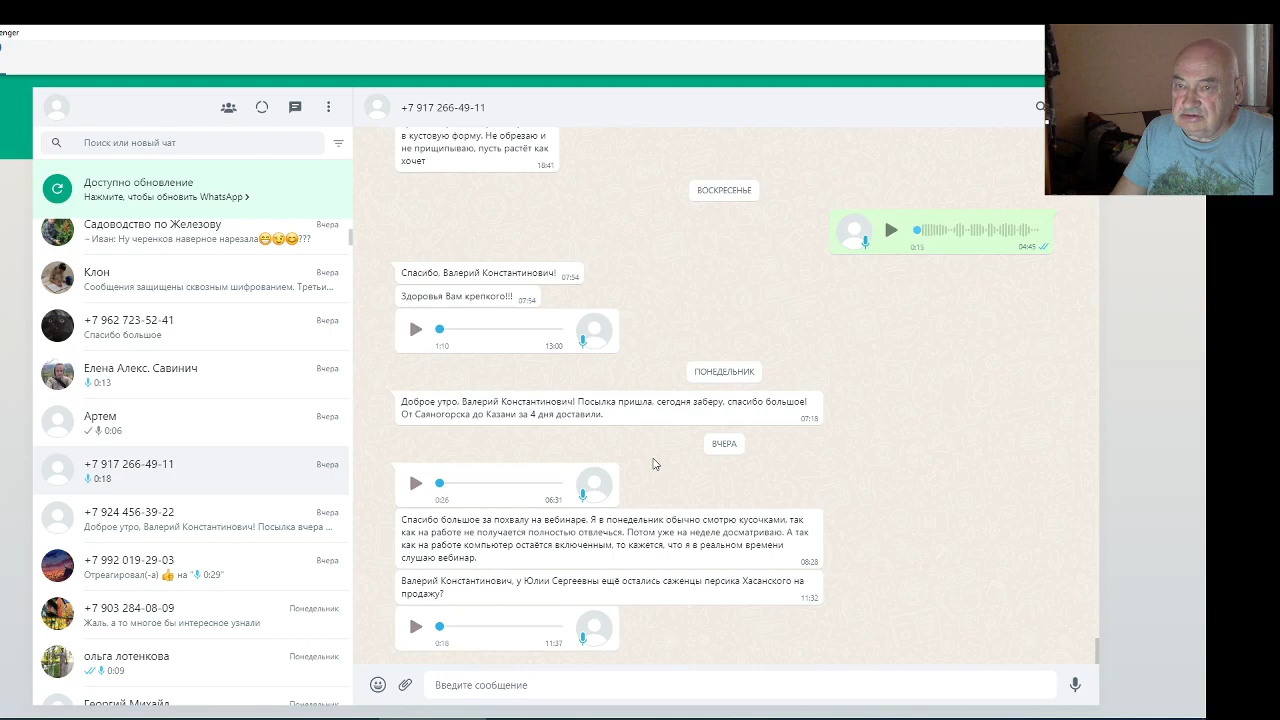 enger
+7 917 266-49-11
Поиск или новый чат
Доступно обновление
Нажмите, чтобы обновить WhatsApp
Садоводство по Железову
Вчера
~ Иван: Ну черенков наверное нарезала😁😉😊???
Клон
Вчера
Сообщения защищены сквозным шифрованием. Третьи...
+7 962 723-52-41
Вчера
Спасибо большое
Елена Алекс. Савинич
Вчера
0:13
Артем
Вчера
0:06
+7 917 266-49-11
Вчера
0:18
+7 924 456-39-22
Вчера
Доброе утро, Валерий Константинович! Посылка вчера ...
+7 992 019-29-03
Вчера
Отреагировал(-а) 👍 на "0:29"
+7 903 284-08-09
Понедельник
Жаль, а то многое бы интересное узнали
ольга лотенкова
Понедельник
0:09
Георгий Михайл
в кустовую форму. Не обрезаю и
не прищипываю, пусть растёт как
хочет
18:41
ВОСКРЕСЕНЬЕ
0:15
04:45
Спасибо, Валерий Константинович!
07:54
Здоровья Вам крепкого!!!
07:54
1:10
13:00
ПОНЕДЕЛЬНИК
Доброе утро, Валерий Константинович! Посылка пришла, сегодня заберу, спасибо большое!
От Саяногорска до Казани за 4 дня доставили.
07:18
ВЧЕРА
0:26
06:31
Спасибо большое за похвалу на вебинаре. Я в понедельник обычно смотрю кусочками, так
как на работе не получается полностью отвлечься. Потом уже на неделе досматриваю. А так
как на работе компьютер остаётся включенным, то кажется, что я в реальном времени
слушаю вебинар.
08:28
Валерий Константинович, у Юлии Сергеевны ещё остались саженцы персика Хасанского на
продажу?
11:32
0:18
11:37
Введите сообщение